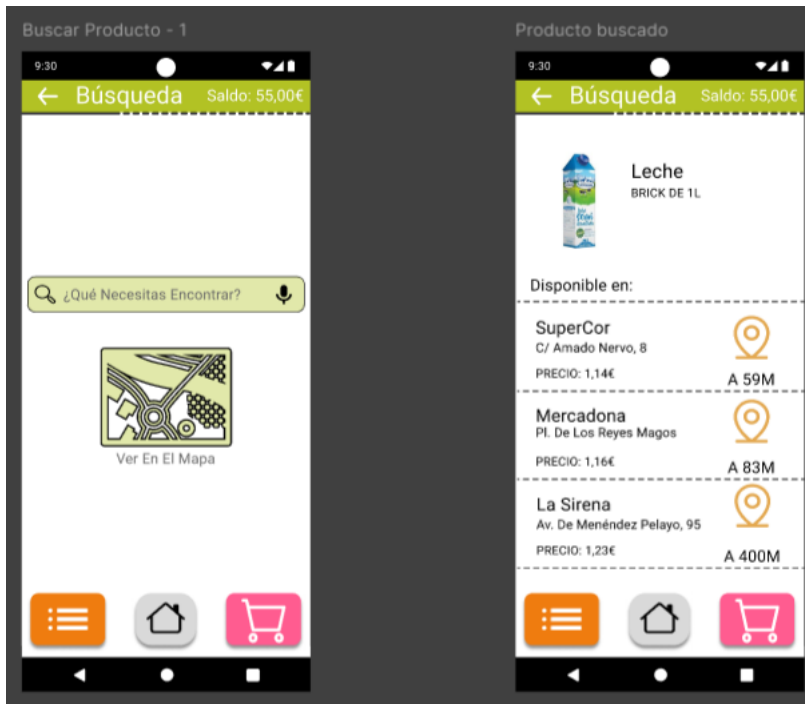 Buscar Producto - 1
9:30
Búsqueda Saldo: 55,00€
¿Qué Necesitas Encontrar?
Ver En El Mapa
Producto buscado
9:30
Búsqueda Saldo: 55,00€
Leche
BRICK DE 1L
Disponible en:
SuperCor
C/ Amado Nervo, 8
PRECIO: 1,14€
A 59M
Mercadona
Pl. De Los Reyes Magos
PRECIO: 1,16€
A 83M
La Sirena
Av. De Menéndez Pelayo, 95
PRECIO: 1,23€
A 400M